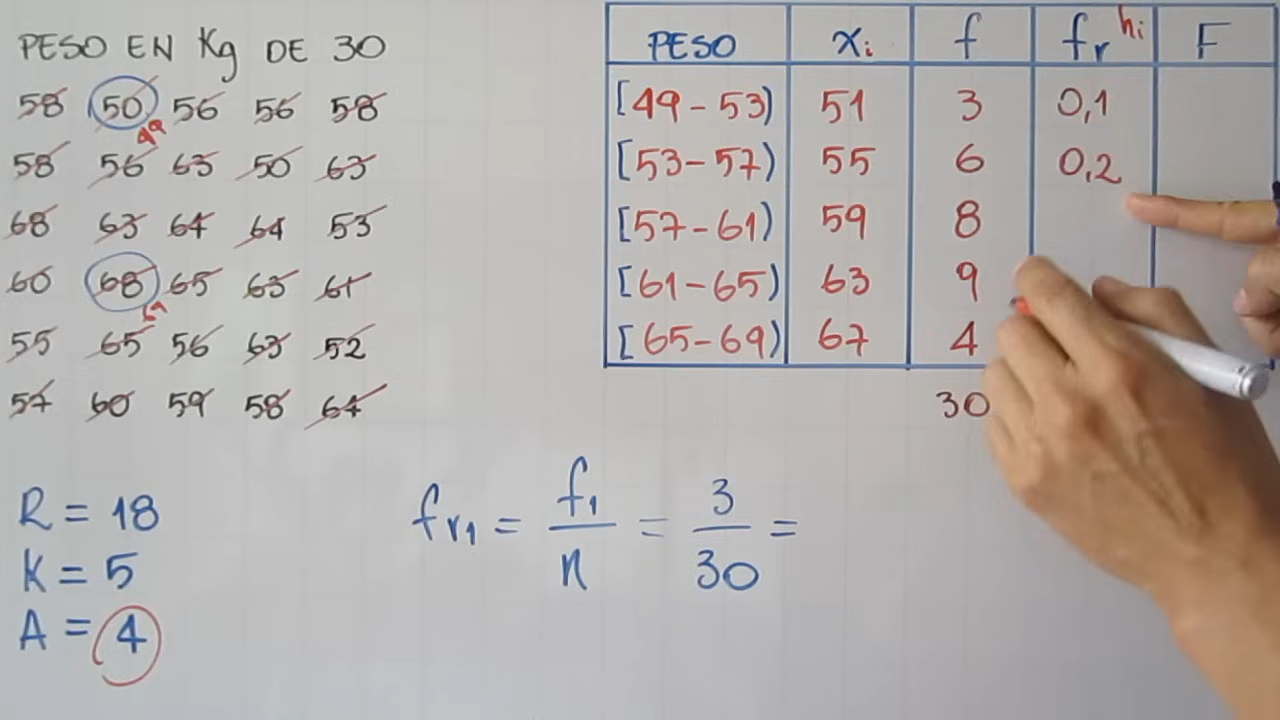 PESO EN Kg DE 30
58 50 56 56 58
49
58 56 63 50 63
68 63 64 64 53
60 68 65 63 61
69
55 65 56 63 52
57 60 59 58 64
R = 18
K = 5
A = 4
PESO xi f fr hi F
[49-53) 51 3 0,1
[53-57) 55 6 0,2
[57-61) 59 8
[61-65) 63 9
[65-69) 67 4
30
fr1 = f1/n = 3/30 =